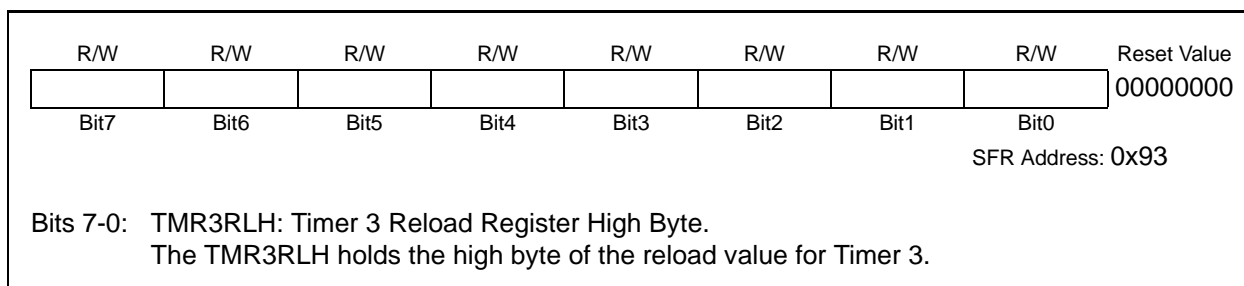 R/W R/W R/W R/W R/W R/W R/W R/W Reset Value
00000000
Bit7 Bit6 Bit5 Bit4 Bit3 Bit2 Bit1 Bit0
SFR Address: 0x93
Bits 7-0: TMR3RLH: Timer 3 Reload Register High Byte.
The TMR3RLH holds the high byte of the reload value for Timer 3.